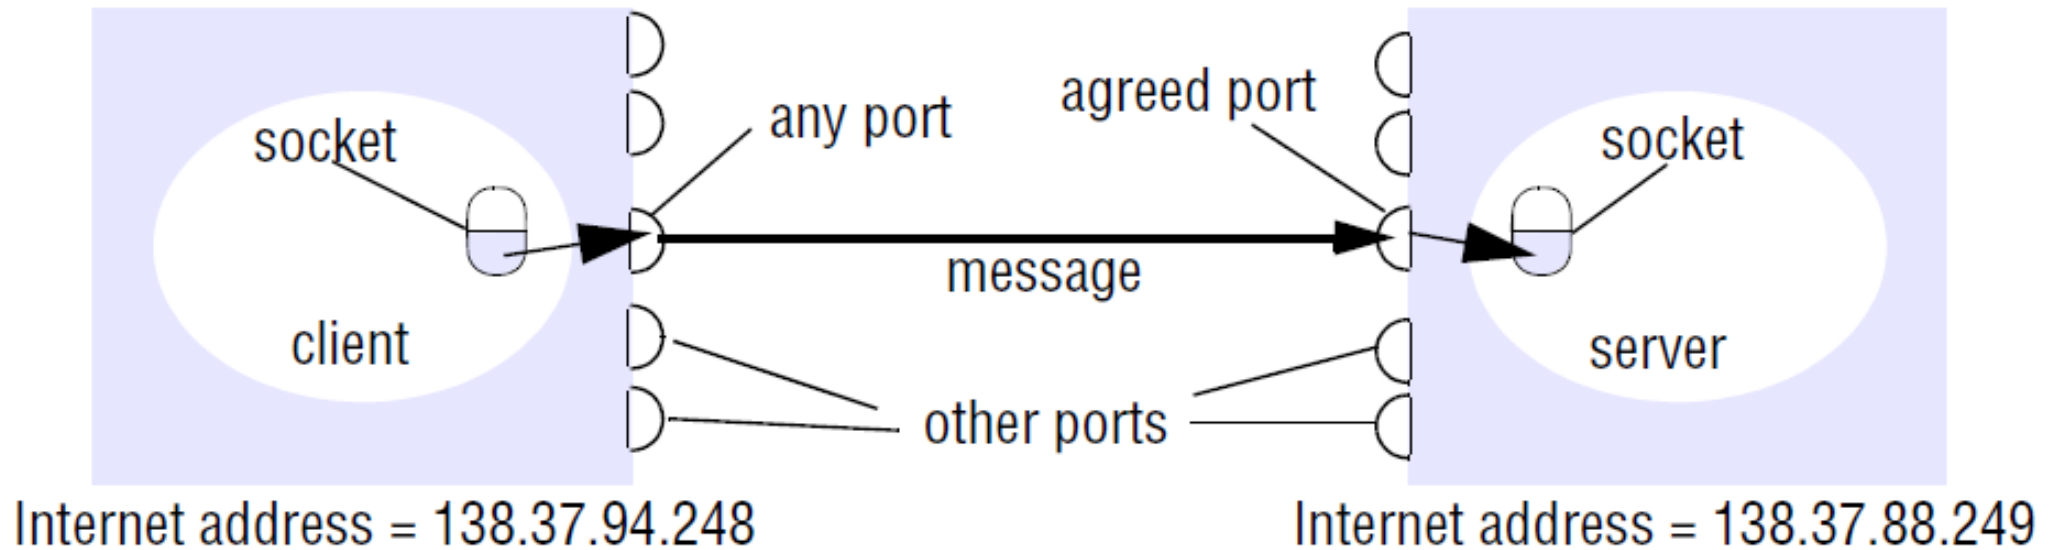 socket
any port
agreed port
socket
message
client
server
other ports
Internet address = 138.37.94.248
Internet address = 138.37.88.249